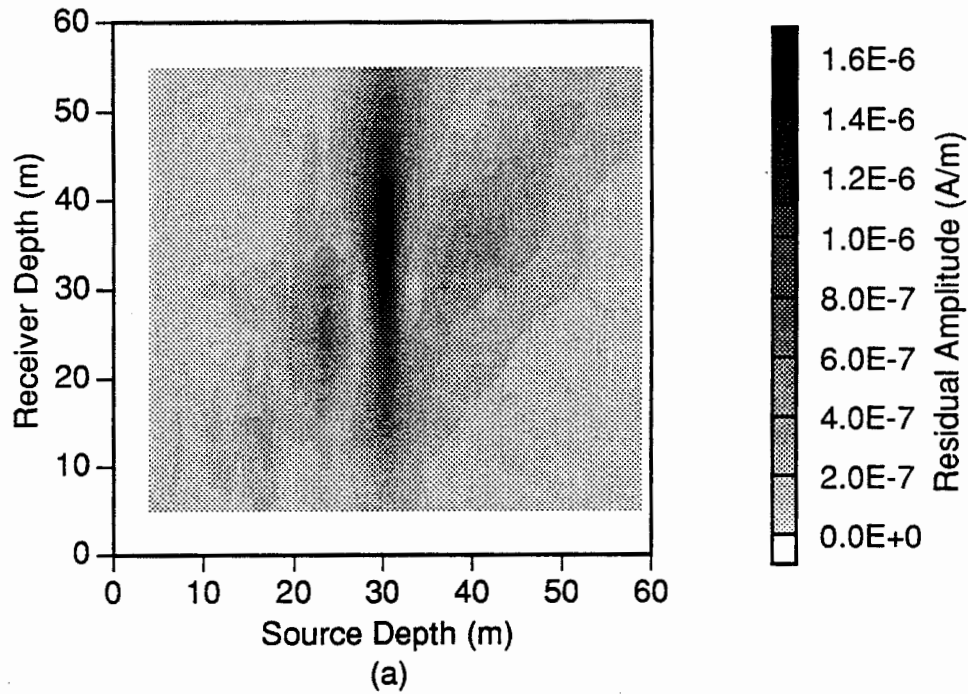 60
50
40
30
20
10
0
Receiver Depth (m)
0 10 20 30 40 50 60
Source Depth (m)
(a)
1.6E-6
1.4E-6
1.2E-6
1.0E-6
8.0E-7
6.0E-7
4.0E-7
2.0E-7
0.0E+0
Residual Amplitude (A/m)